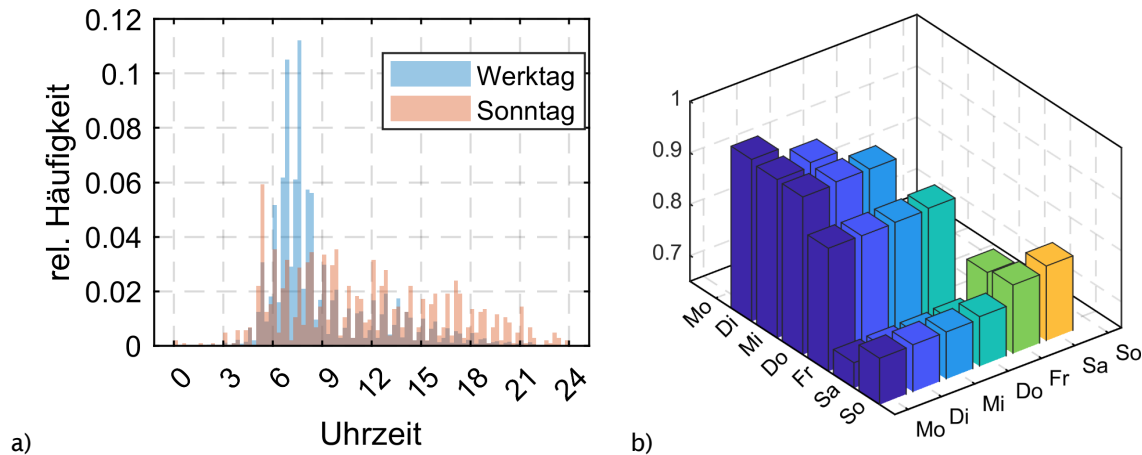 0.12
0.1
0.08
0.06
0.04
0.02
0
rel. Häufigkeit
Werktag
Sonntag
0 3 6 9 12 15 18 21 24
Uhrzeit
a)
1
0.9
0.8
0.7
Mo
Di
Mi
Do
Fr
Sa
So
Mo
Di
Mi
Do
Fr
Sa
So
b)